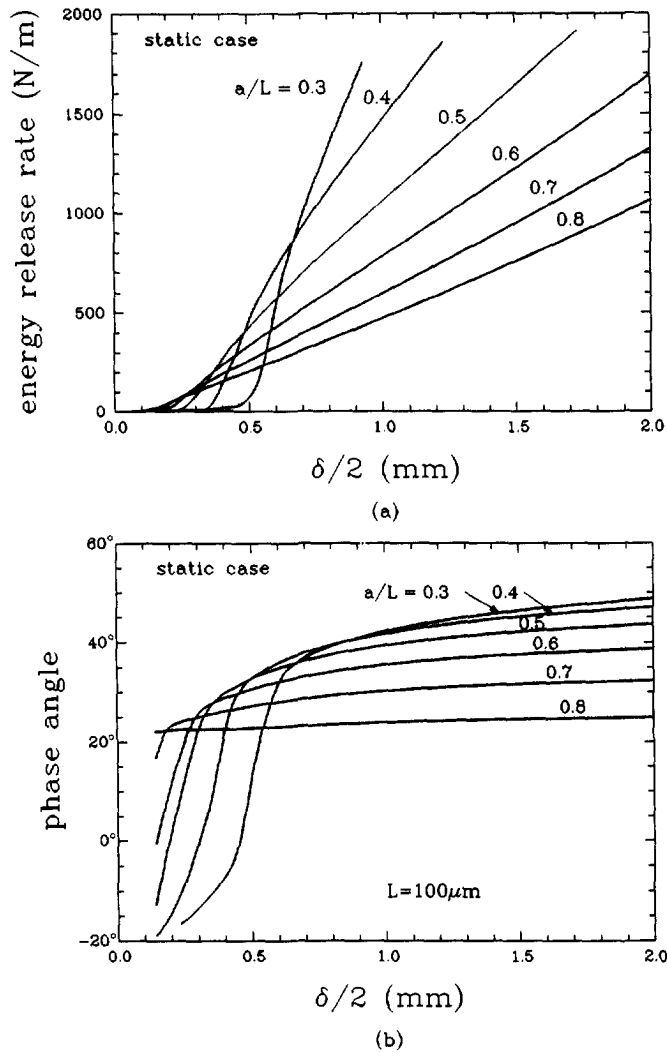 energy release rate (N/m)
2000
1500
1000
500
0
static case
a/L = 0.3
0.4
0.5
0.6
0.7
0.8
0.0
0.5
1.0
1.5
2.0
δ/2 (mm)
(a)
phase angle
60°
40°
20°
0°
-20°
static case
a/L = 0.3
0.4
0.5
0.6
0.7
0.8
L=100μm
0.0
0.5
1.0
1.5
2.0
δ/2 (mm)
(b)